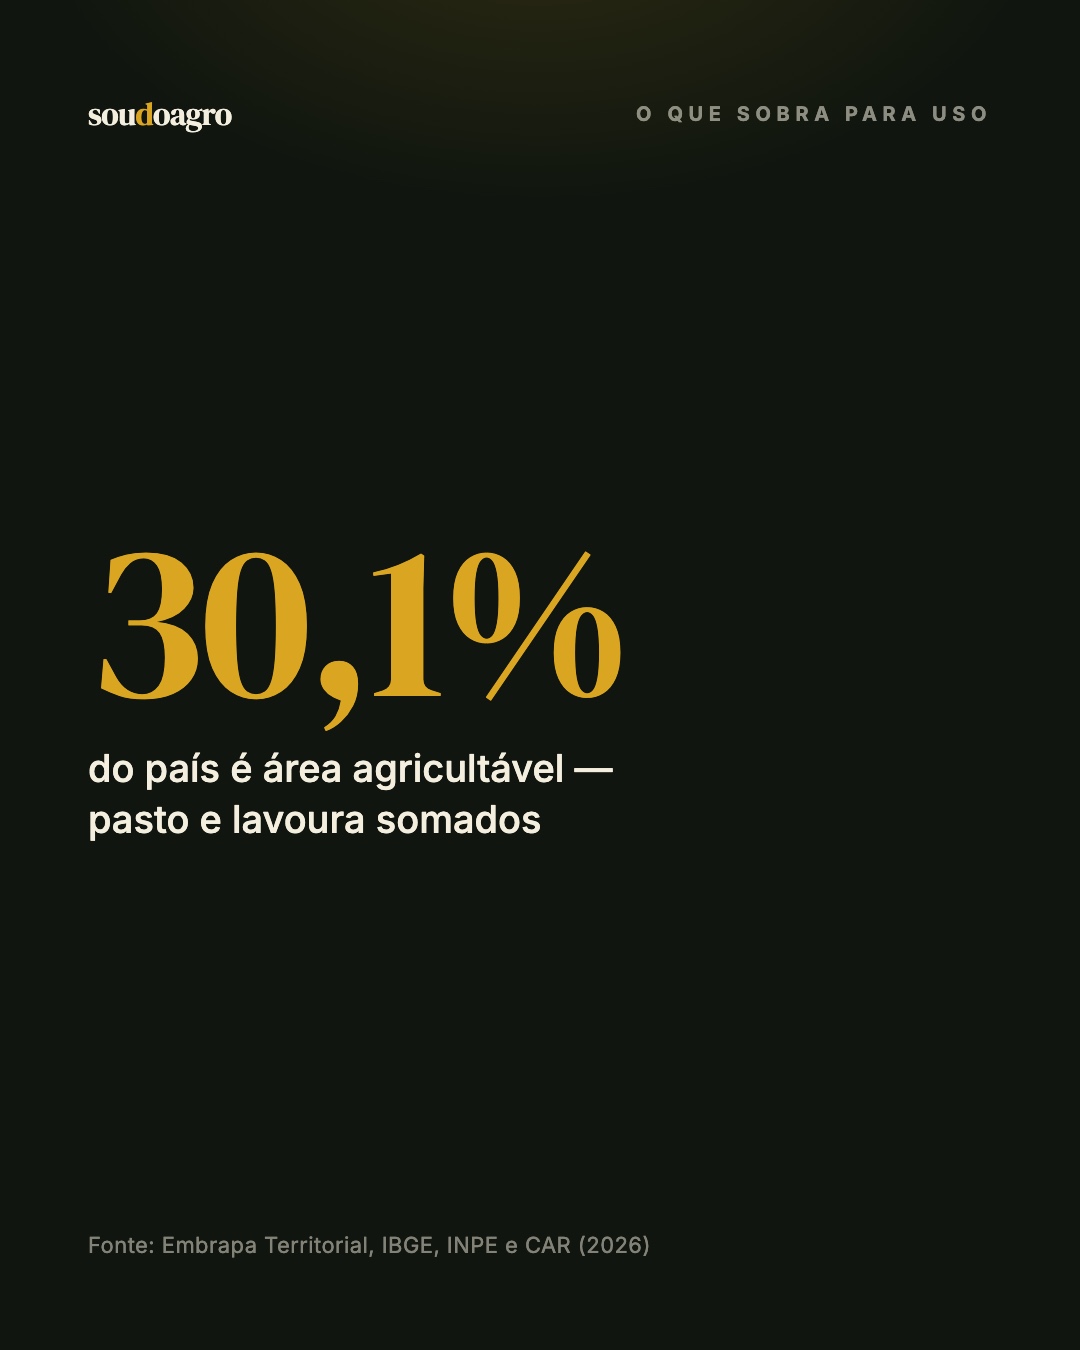 soudoagro
O QUE SOBRA PARA USO
30,1%
do país é área agricultável —
pasto e lavoura somados
Fonte: Embrapa Territorial, IBGE, INPE e CAR (2026)